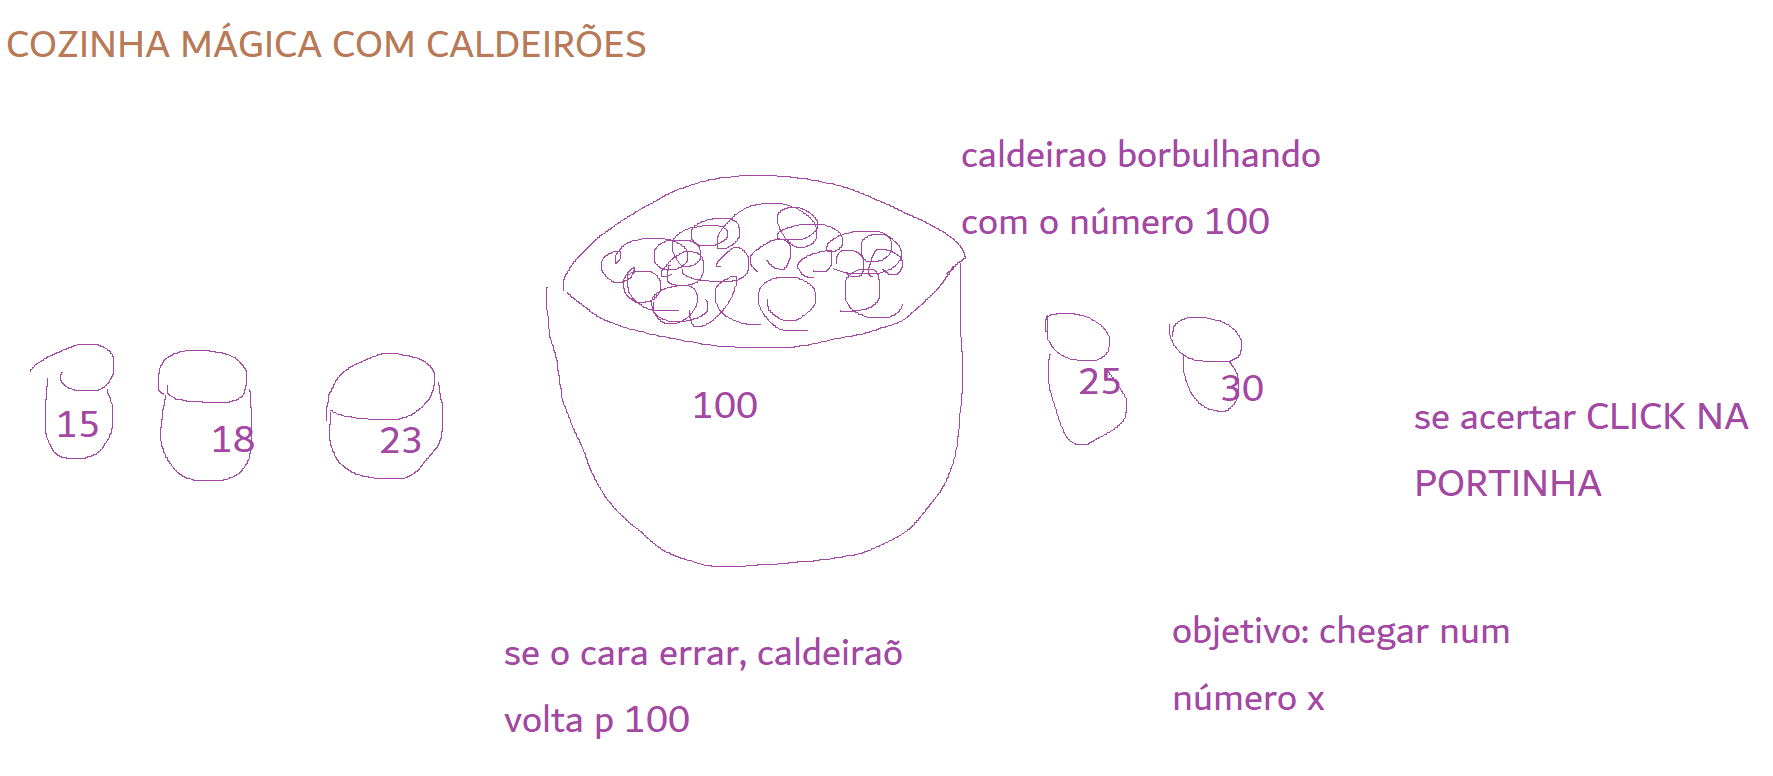 COZINHA MÁGICA COM CALDEIRÕES
caldeirao borbulhando
com o número 100
15
18
23
100
25
30
se acertar CLICK NA
PORTINHA
se o cara errar, caldeiraõ
volta p 100
objetivo: chegar num
número x